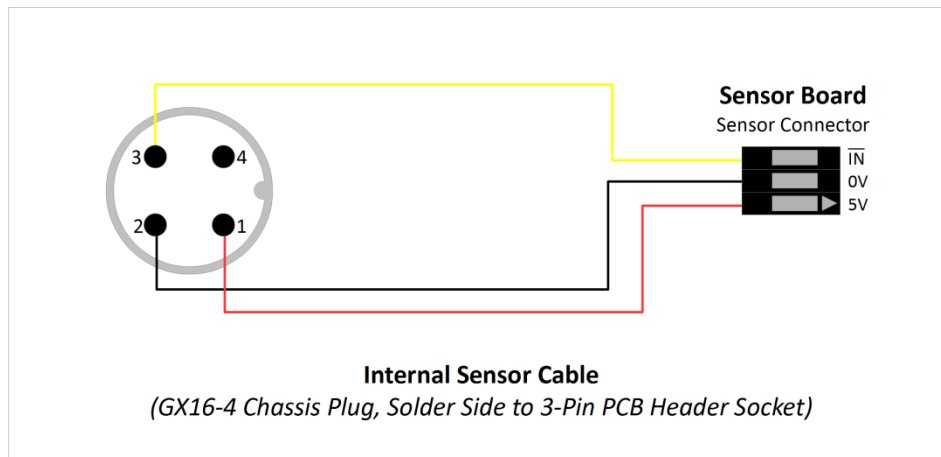 Sensor Board
Sensor Connector
3
4
I̅N̅
0V
5V
2
1
Internal Sensor Cable
(GX16-4 Chassis Plug, Solder Side to 3-Pin PCB Header Socket)